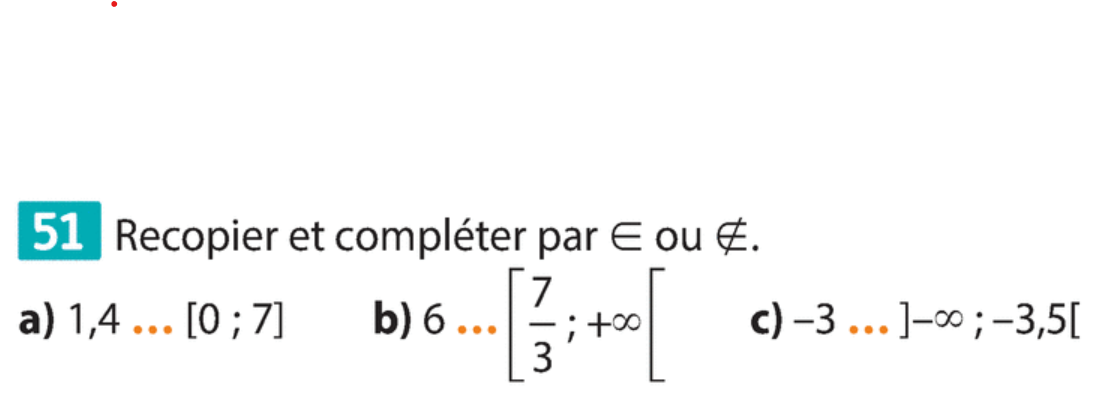 51 Recopier et compléter par ∈ ou ∉.
a) 1,4 ... [0 ; 7] b) 6 ... [7/3 ; +∞[ c) –3 ... ]–∞ ; –3,5[